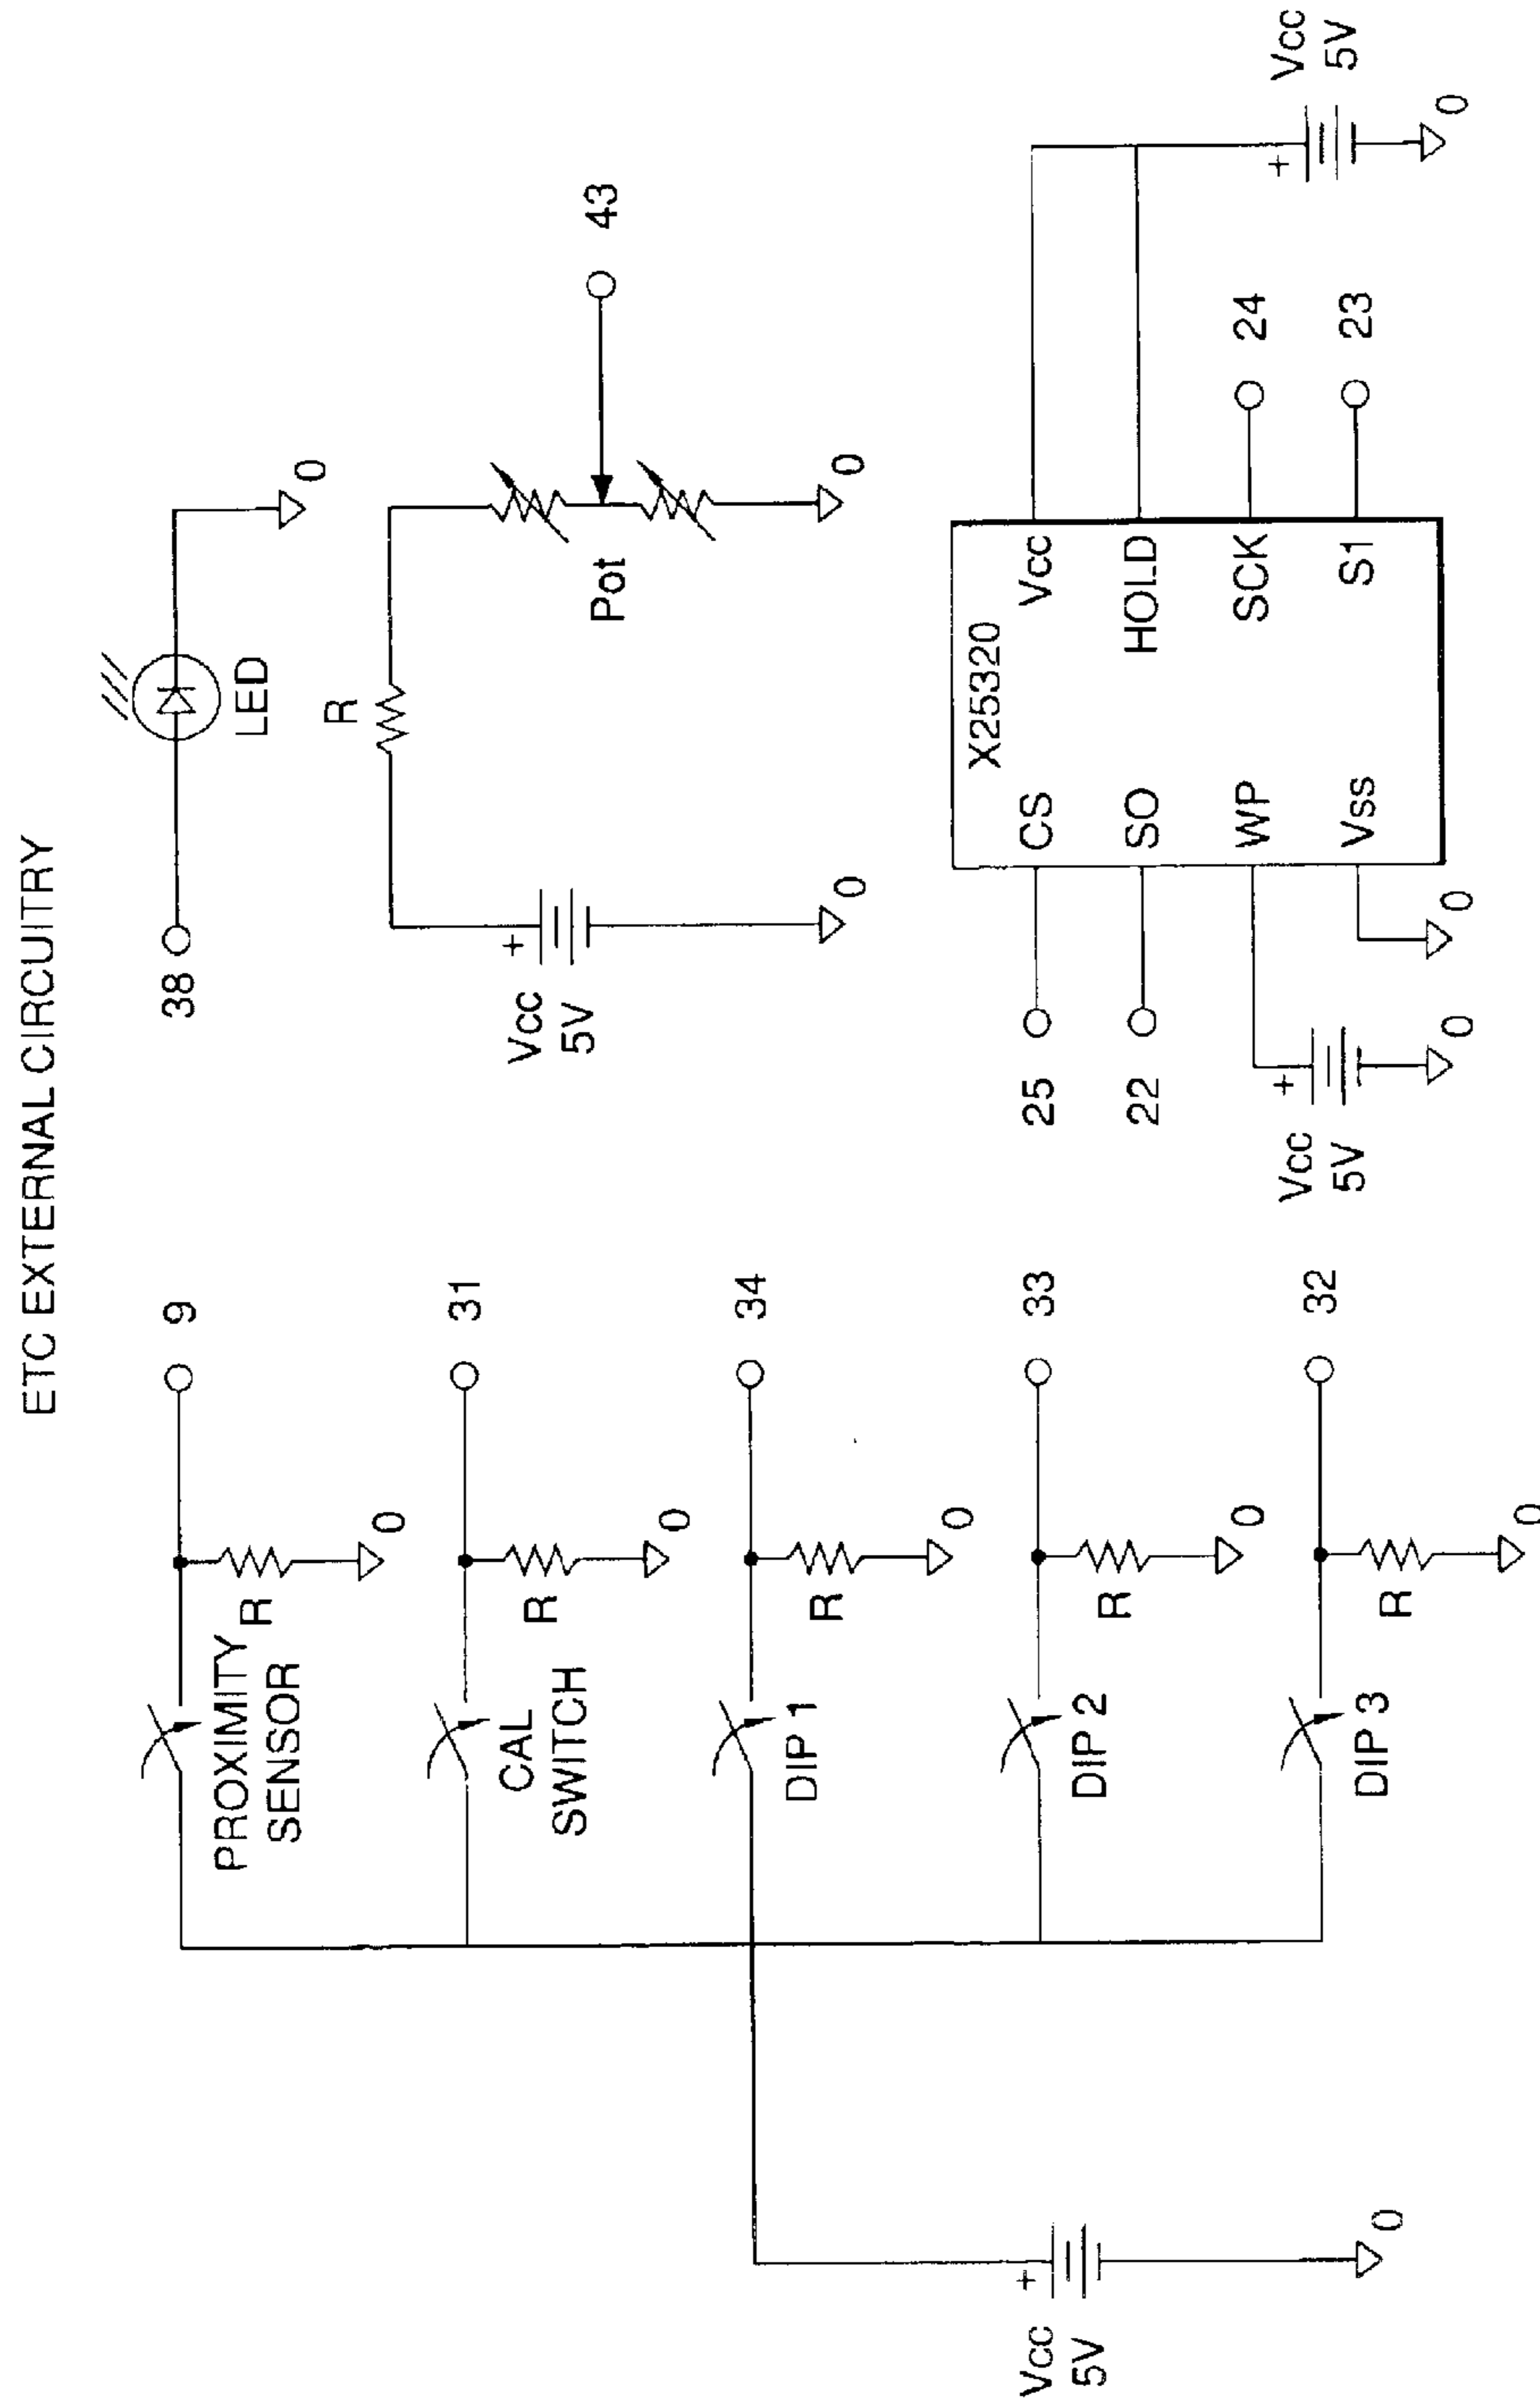 ETC EXTERNAL CIRCUITRY
PROXIMITY
SENSOR
R
0
9
CAL
SWITCH
R
0
31
DIP 1
R
0
34
DIP 2
R
0
33
DIP 3
R
0
32
+
Vcc
5V
0
38
LED
0
R
+
Vcc
5V
0
Pot
43
0
X25320
CS
SO
WP
Vss
Vcc
HOLD
SCK
S1
25
22
+
Vcc
5V
0
0
24
23
+
Vcc
5V
0